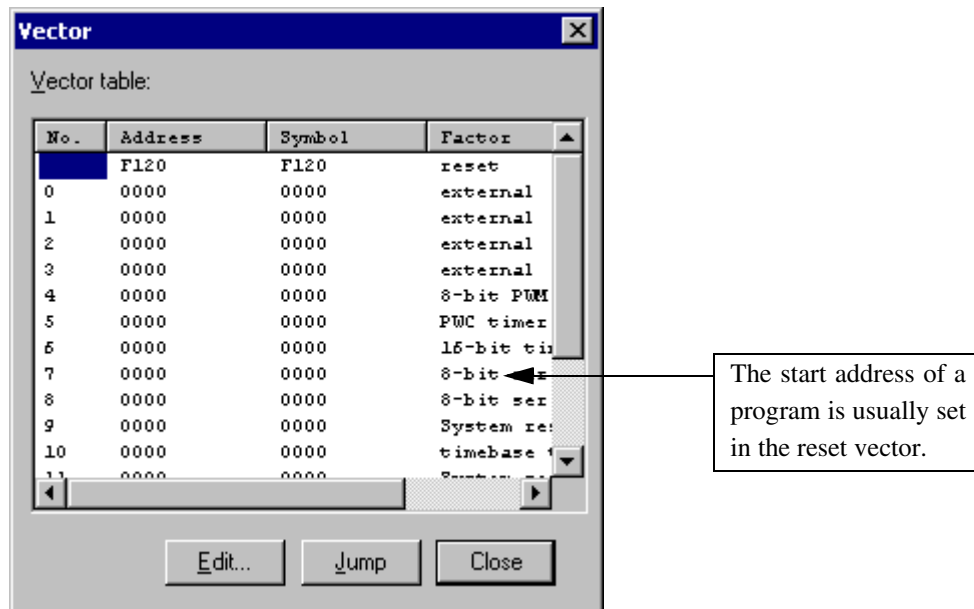 Vector
Vector table:
No. Address Symbol Factor
F120 F120 reset
0 0000 0000 external
1 0000 0000 external
2 0000 0000 external
3 0000 0000 external
4 0000 0000 8-bit PWM
5 0000 0000 PWC timer
6 0000 0000 16-bit
7 0000 0000 8-bit
8 0000 0000 8-bit ser
9 0000 0000 System
10 0000 0000 timebase
11 0000 0000
Edit... Jump Close
The start address of a
program is usually set
in the reset vector.